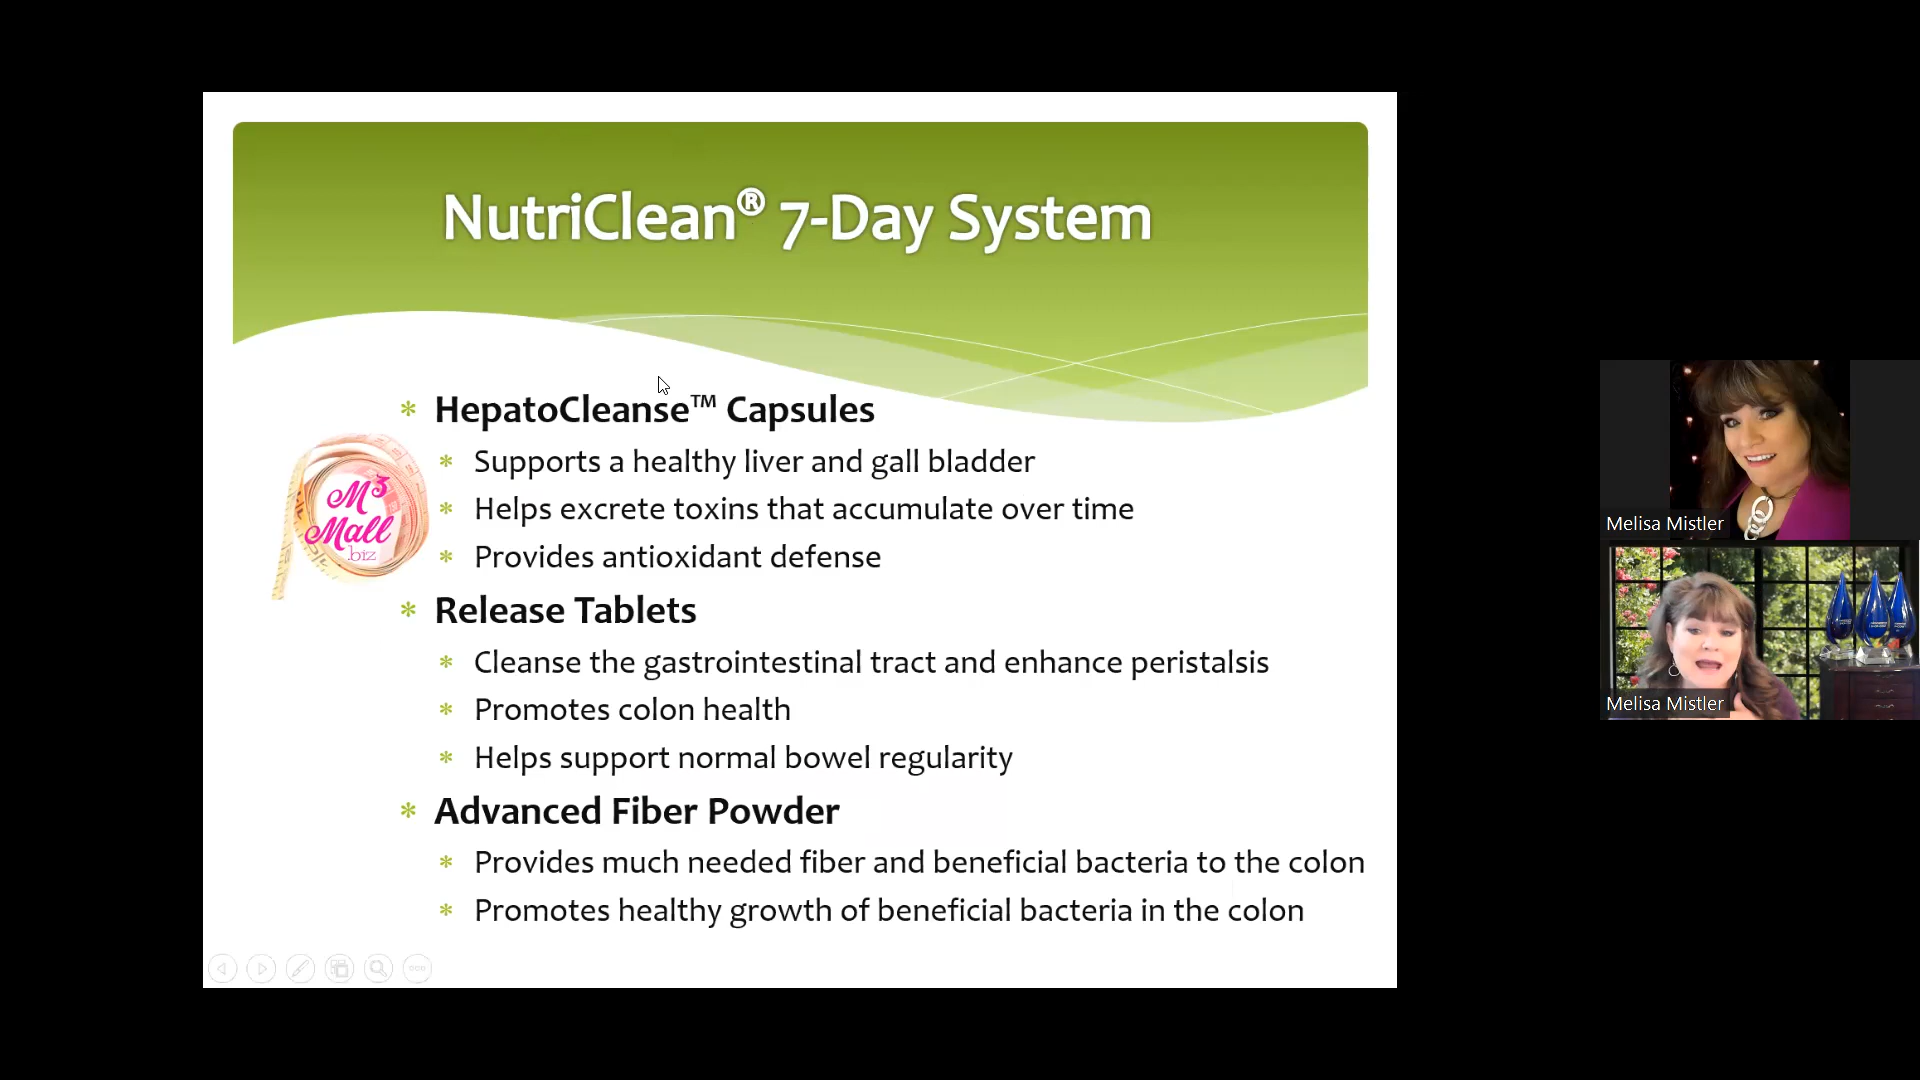 NutriClean® 7-Day System
HepatoCleanse™ Capsules
Supports a healthy liver and gall bladder
Helps excrete toxins that accumulate over time
Provides antioxidant defense
M3
Mall
.biz
Release Tablets
Cleanse the gastrointestinal tract and enhance peristalsis
Promotes colon health
Helps support normal bowel regularity
Advanced Fiber Powder
Provides much needed fiber and beneficial bacteria to the colon
Promotes healthy growth of beneficial bacteria in the colon
Melisa Mistler
Melisa Mistler